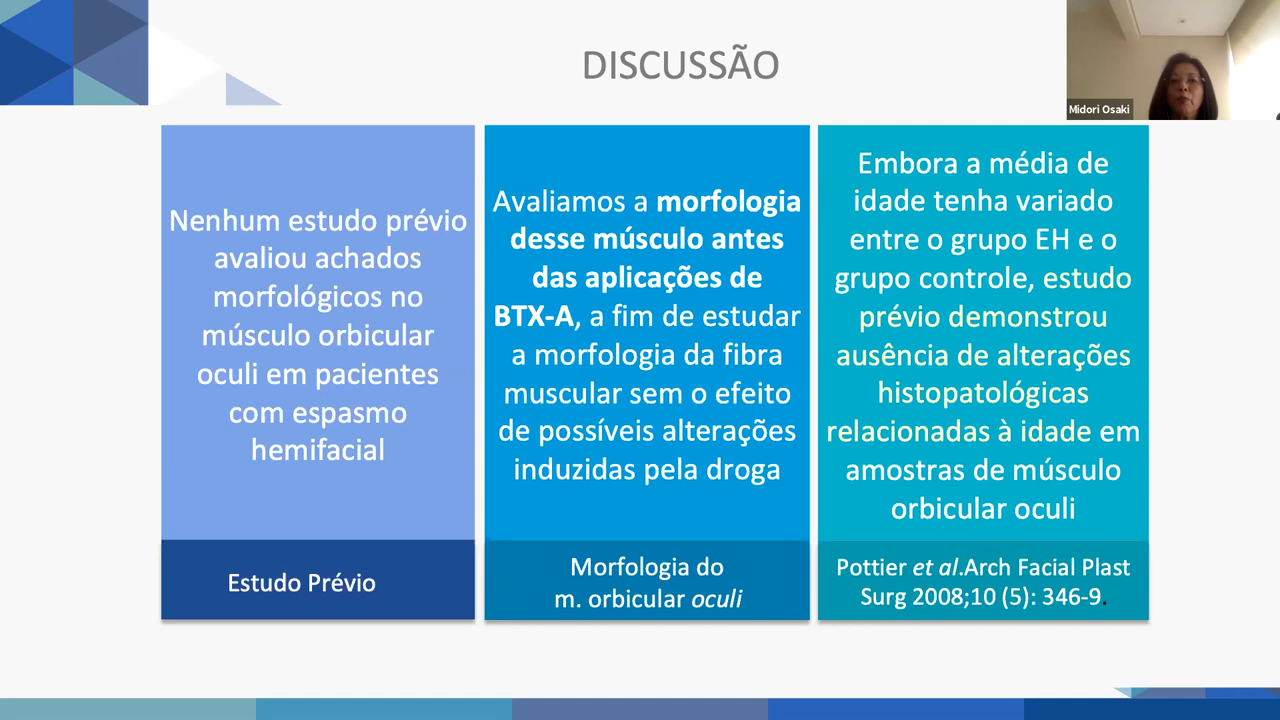 DISCUSSÃO
Midori Osaki
Nenhum estudo prévio
avaliou achados
morfológicos no
músculo orbicular
oculi em pacientes
com espasmo
hemifacial
Estudo Prévio
Avaliamos a morfologia
desse músculo antes
das aplicações de
BTX-A, a fim de estudar
a morfologia da fibra
muscular sem o efeito
de possíveis alterações
induzidas pela droga
Morfologia do
m. orbicular oculi
Embora a média de
idade tenha variado
entre o grupo EH e o
grupo controle, estudo
prévio demonstrou
ausência de alterações
histopatológicas
relacionadas à idade em
amostras de músculo
orbicular oculi
Pottier et al.Arch Facial Plast
Surg 2008;10 (5): 346-9.